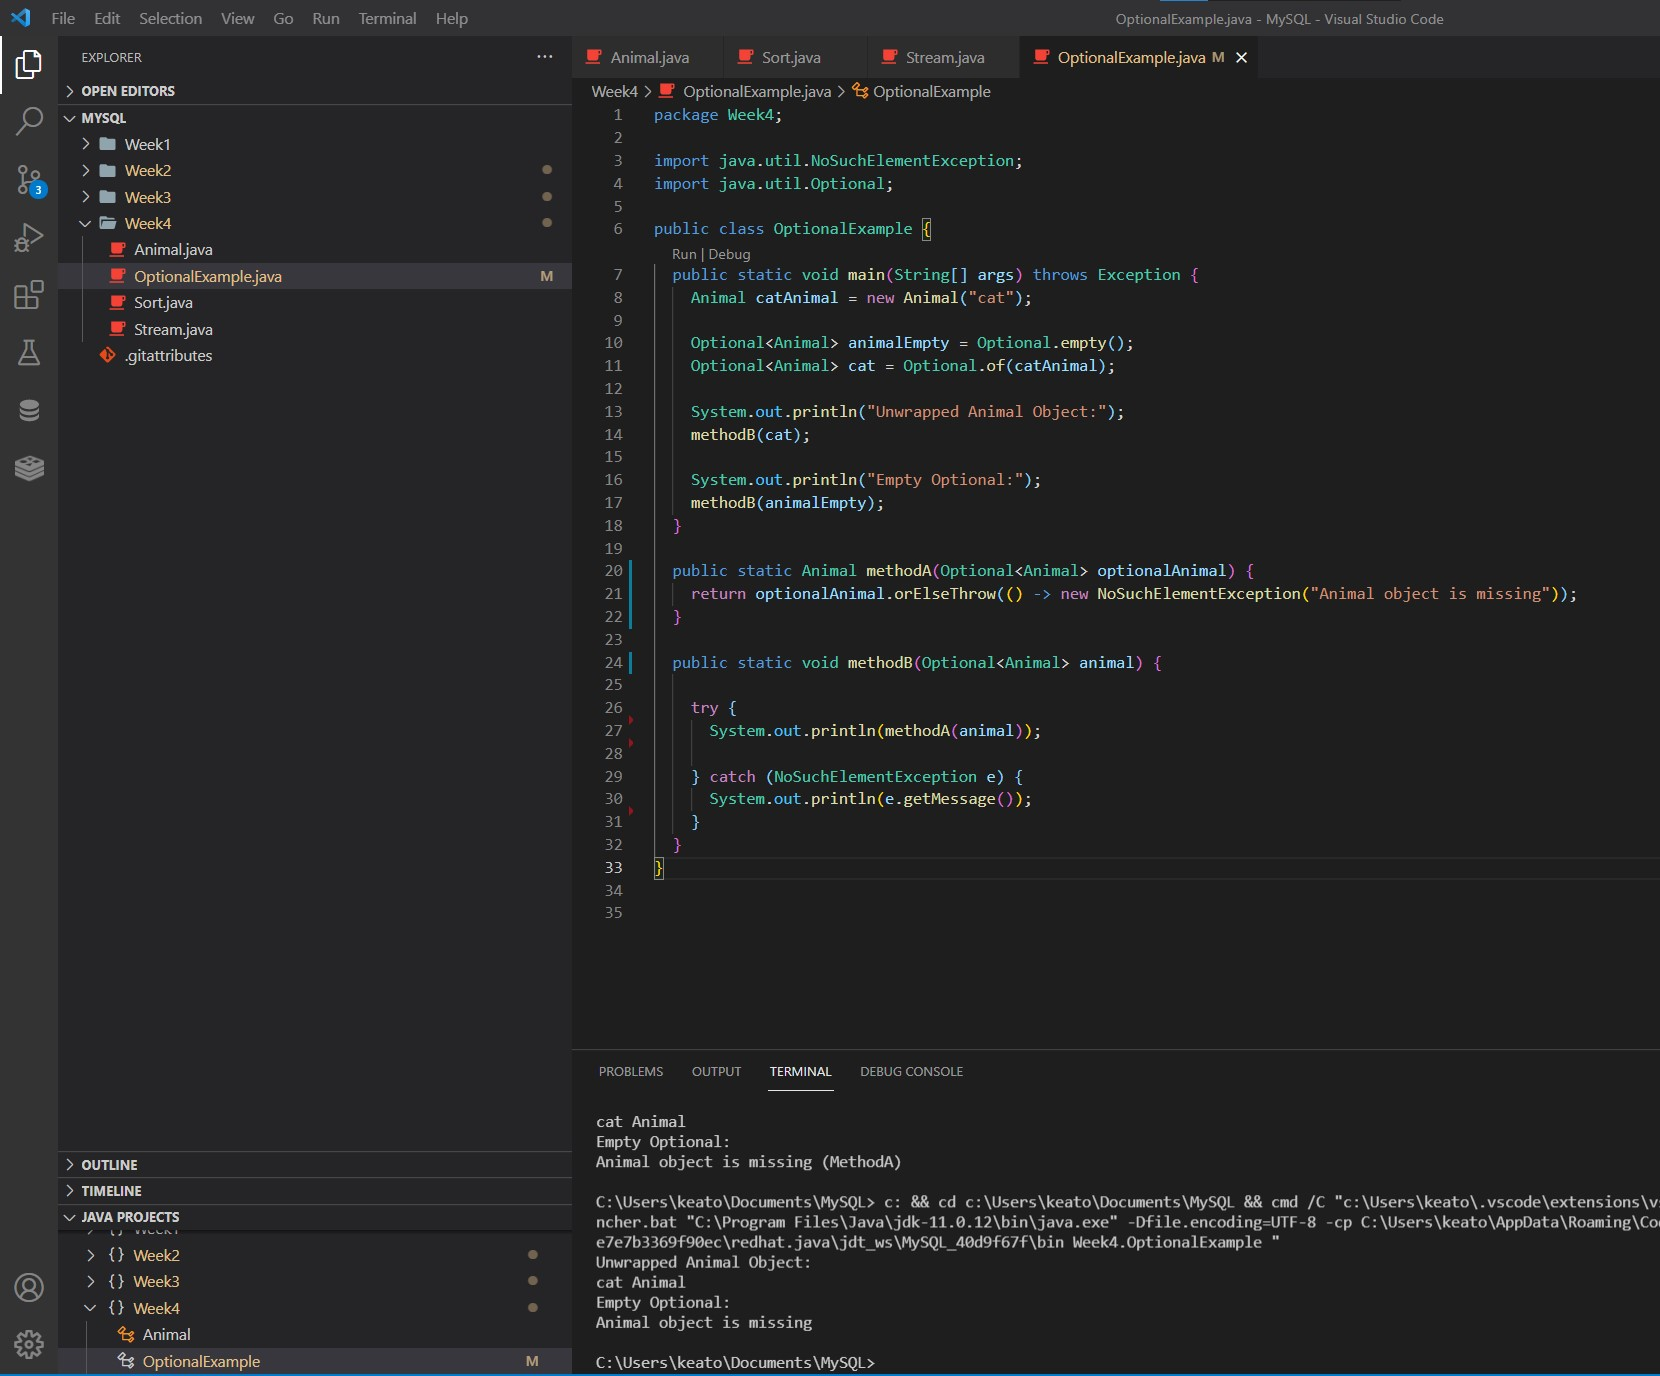 File Edit Selection View Go Run Terminal Help
OptionalExample.java - MySQL - Visual Studio Code
EXPLORER
OPEN EDITORS
MYSQL
Week1
Week2
Week3
Week4
Animal.java
OptionalExample.java M
Sort.java
Stream.java
.gitattributes
3
OUTLINE
TIMELINE
JAVA PROJECTS
{} Week1
{} Week2
{} Week3
{} Week4
Animal
OptionalExample M
Animal.java Sort.java Stream.java OptionalExample.java M
Week4 > OptionalExample.java > OptionalExample
1 package Week4;
2
3 import java.util.NoSuchElementException;
4 import java.util.Optional;
5
6 public class OptionalExample {
Run | Debug
7 public static void main(String[] args) throws Exception {
8 Animal catAnimal = new Animal("cat");
9
10 Optional<Animal> animalEmpty = Optional.empty();
11 Optional<Animal> cat = Optional.of(catAnimal);
12
13 System.out.println("Unwrapped Animal Object:");
14 methodB(cat);
15
16 System.out.println("Empty Optional:");
17 methodB(animalEmpty);
18 }
19
20 public static Animal methodA(Optional<Animal> optionalAnimal) {
21 return optionalAnimal.orElseThrow(() -> new NoSuchElementException("Animal object is missing"));
22 }
23
24 public static void methodB(Optional<Animal> animal) {
25
26 try {
27 System.out.println(methodA(animal));
28
29 } catch (NoSuchElementException e) {
30 System.out.println(e.getMessage());
31 }
32 }
33 }
34
35
PROBLEMS OUTPUT TERMINAL DEBUG CONSOLE
cat Animal
Empty Optional:
Animal object is missing (MethodA)
C:\Users\keato\Documents\MySQL> c: && cd c:\Users\keato\Documents\MySQL && cmd /C "c:\Users\keato\.vscode\extensions\vs
ncher.bat "C:\Program Files\Java\jdk-11.0.12\bin\java.exe" -Dfile.encoding=UTF-8 -cp C:\Users\keato\AppData\Roaming\Co
e7e7b3369f90ec\redhat.java\jdt_ws\MySQL_40d9f67f\bin Week4.OptionalExample "
Unwrapped Animal Object:
cat Animal
Empty Optional:
Animal object is missing
C:\Users\keato\Documents\MySQL>